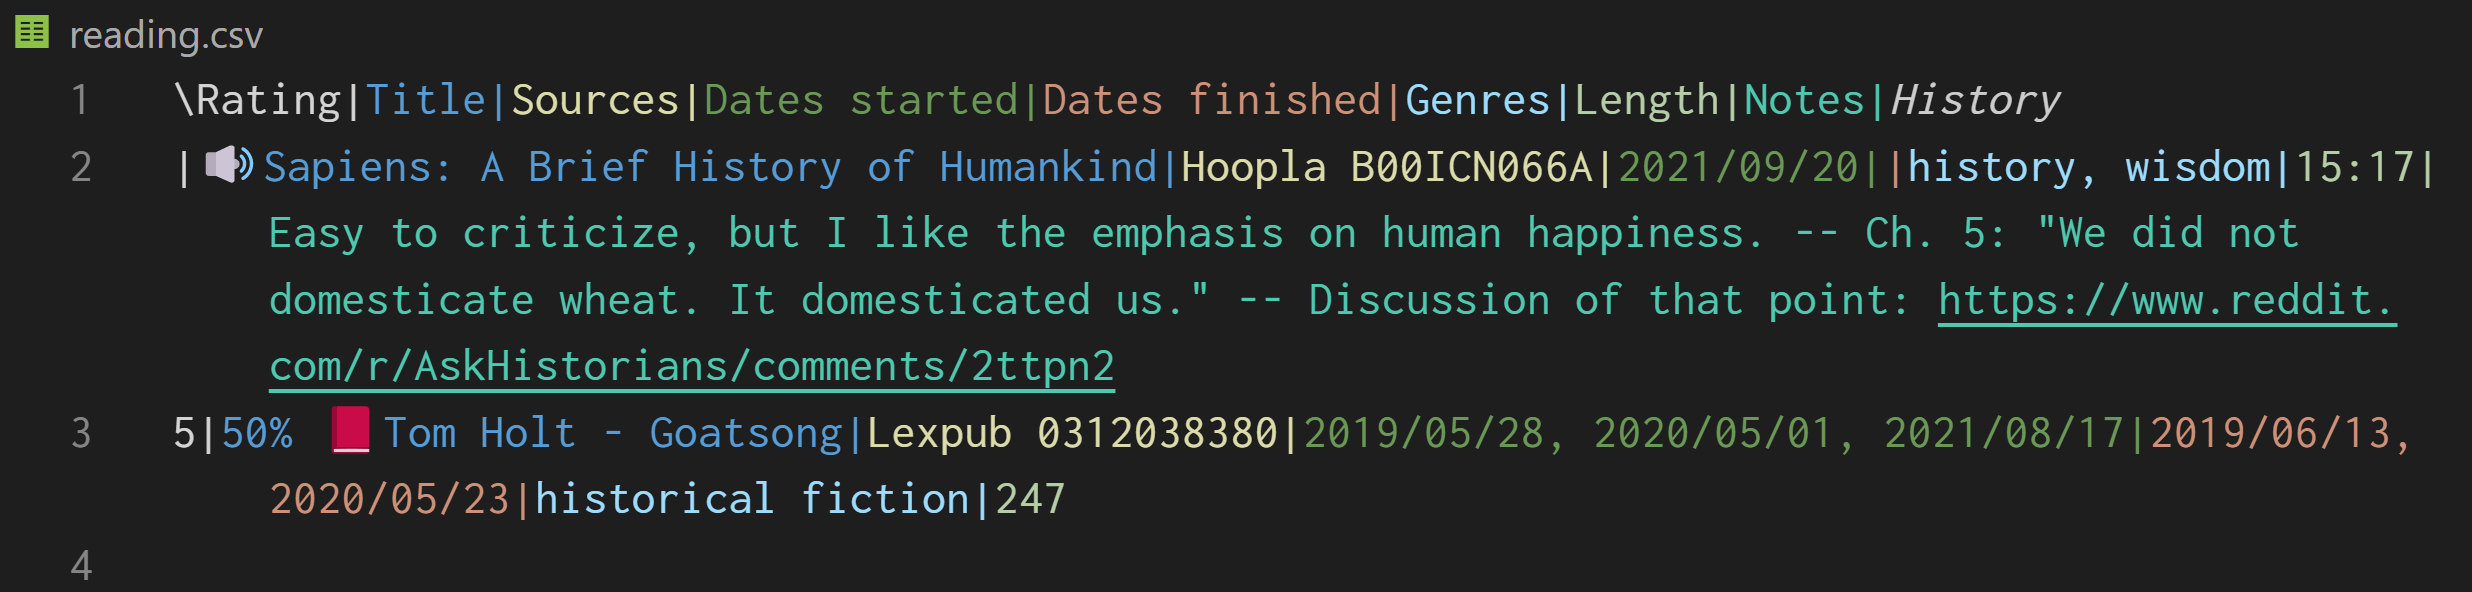 reading.csv
1 \Rating|Title|Sources|Dates started|Dates finished|Genres|Length|Notes|History
2 |🔊Sapiens: A Brief History of Humankind|Hoopla B00ICN066A|2021/09/20||history, wisdom|15:17|
Easy to criticize, but I like the emphasis on human happiness. -- Ch. 5: "We did not
domesticate wheat. It domesticated us." -- Discussion of that point: https://www.reddit.
com/r/AskHistorians/comments/2ttpn2
3 5|50% 📕Tom Holt - Goatsong|Lexpub 0312038380|2019/05/28, 2020/05/01, 2021/08/17|2019/06/13,
2020/05/23|historical fiction|247
4